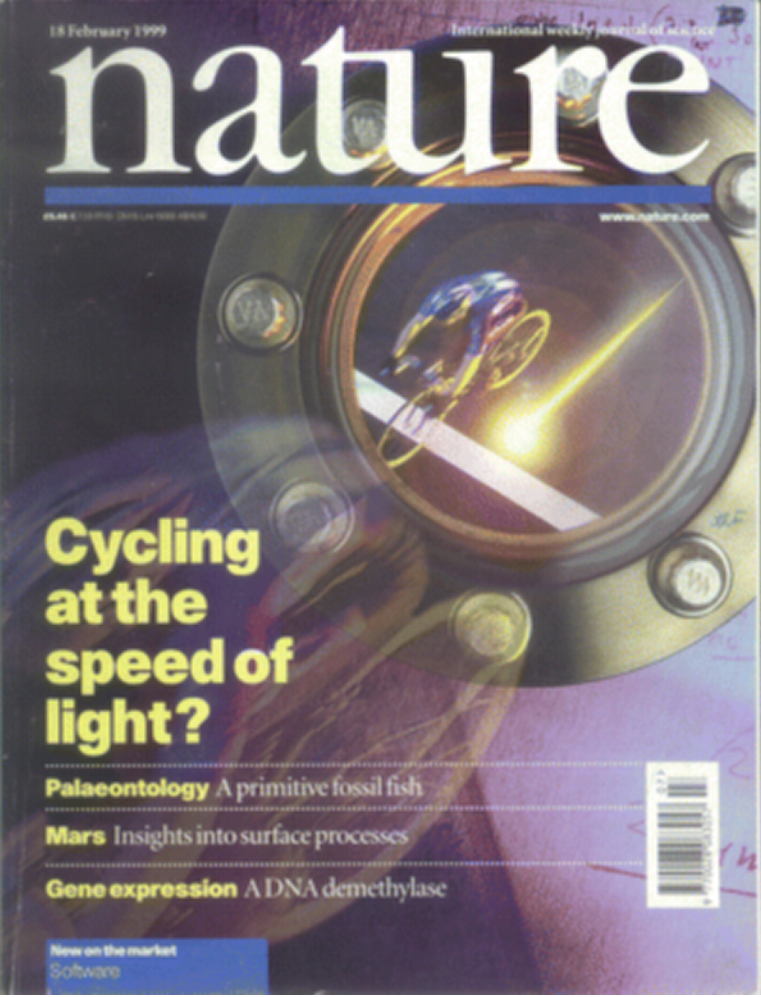 18 February 1999
International weekly journal of science
nature
www.nature.com
Cycling
at the
speed of
light?
Palaeontology A primitive fossil fish
Mars Insights into surface processes
Gene expression A DNA demethylase
New on the market
Software